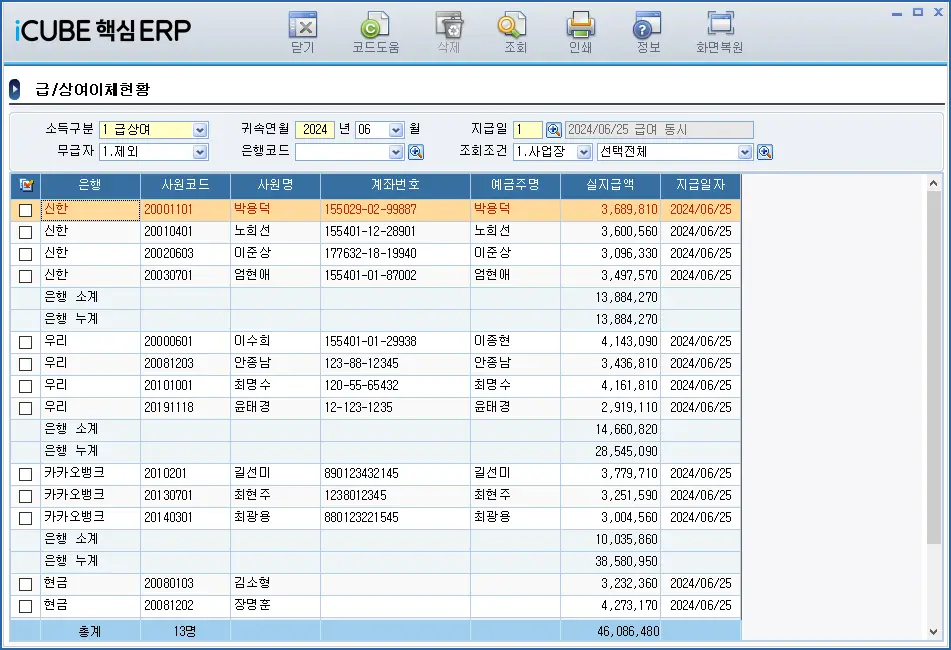 iCUBE 핵심ERP
닫기 코드도움 삭제 조회 인쇄 정보 화면복원
급/상여이체현황
소득구분 1 급상여 귀속연월 2024 년 06 월 지급일 1 2024/06/25 급여 동시
무급자 1.제외 은행코드 조회조건 1.사업장 선택전체
은행 사원코드 사원명 계좌번호 예금주명 실지급액 지급일자
신한 20001101 박용덕 155029-02-99887 박용덕 3,689,810 2024/06/25
신한 20010401 노희선 155401-12-28901 노희선 3,600,560 2024/06/25
신한 20020603 이준상 177632-18-19940 이준상 3,096,330 2024/06/25
신한 20030701 엄현애 155401-01-87002 엄현애 3,497,570 2024/06/25
은행 소계 13,884,270
은행 누계 13,884,270
우리 20000601 이수희 155401-01-29938 이종현 4,143,090 2024/06/25
우리 20081203 안종남 123-88-12345 안종남 3,436,810 2024/06/25
우리 20101001 최명수 120-55-65432 최명수 4,161,810 2024/06/25
우리 20191118 윤태경 12-123-1235 윤태경 2,919,110 2024/06/25
은행 소계 14,660,820
은행 누계 28,545,090
카카오뱅크 2010201 길선미 890123432145 길선미 3,779,710 2024/06/25
카카오뱅크 20130701 최현주 1238012345 최현주 3,251,590 2024/06/25
카카오뱅크 20140301 최광용 880123221545 최광용 3,004,560 2024/06/25
은행 소계 10,035,860
은행 누계 38,580,950
현금 20080103 김소형 3,232,360 2024/06/25
현금 20081202 장명훈 4,273,170 2024/06/25
총계 13명 46,086,480